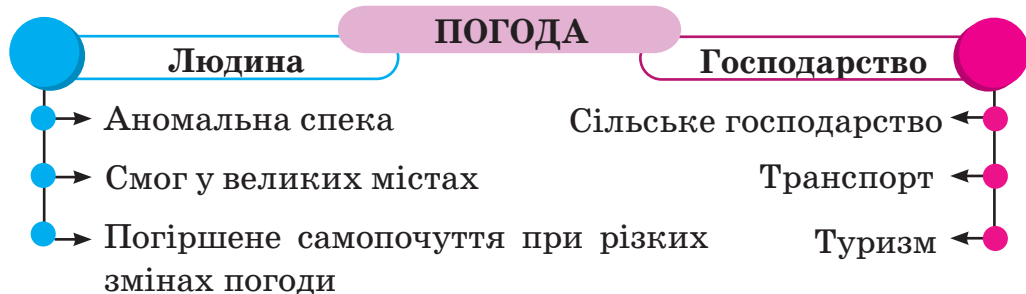 ПОГОДА
Людина
Господарство
Аномальна спека
Сільське господарство
Смог у великих містах
Транспорт
Погіршене самопочуття при різких
змінах погоди
Туризм